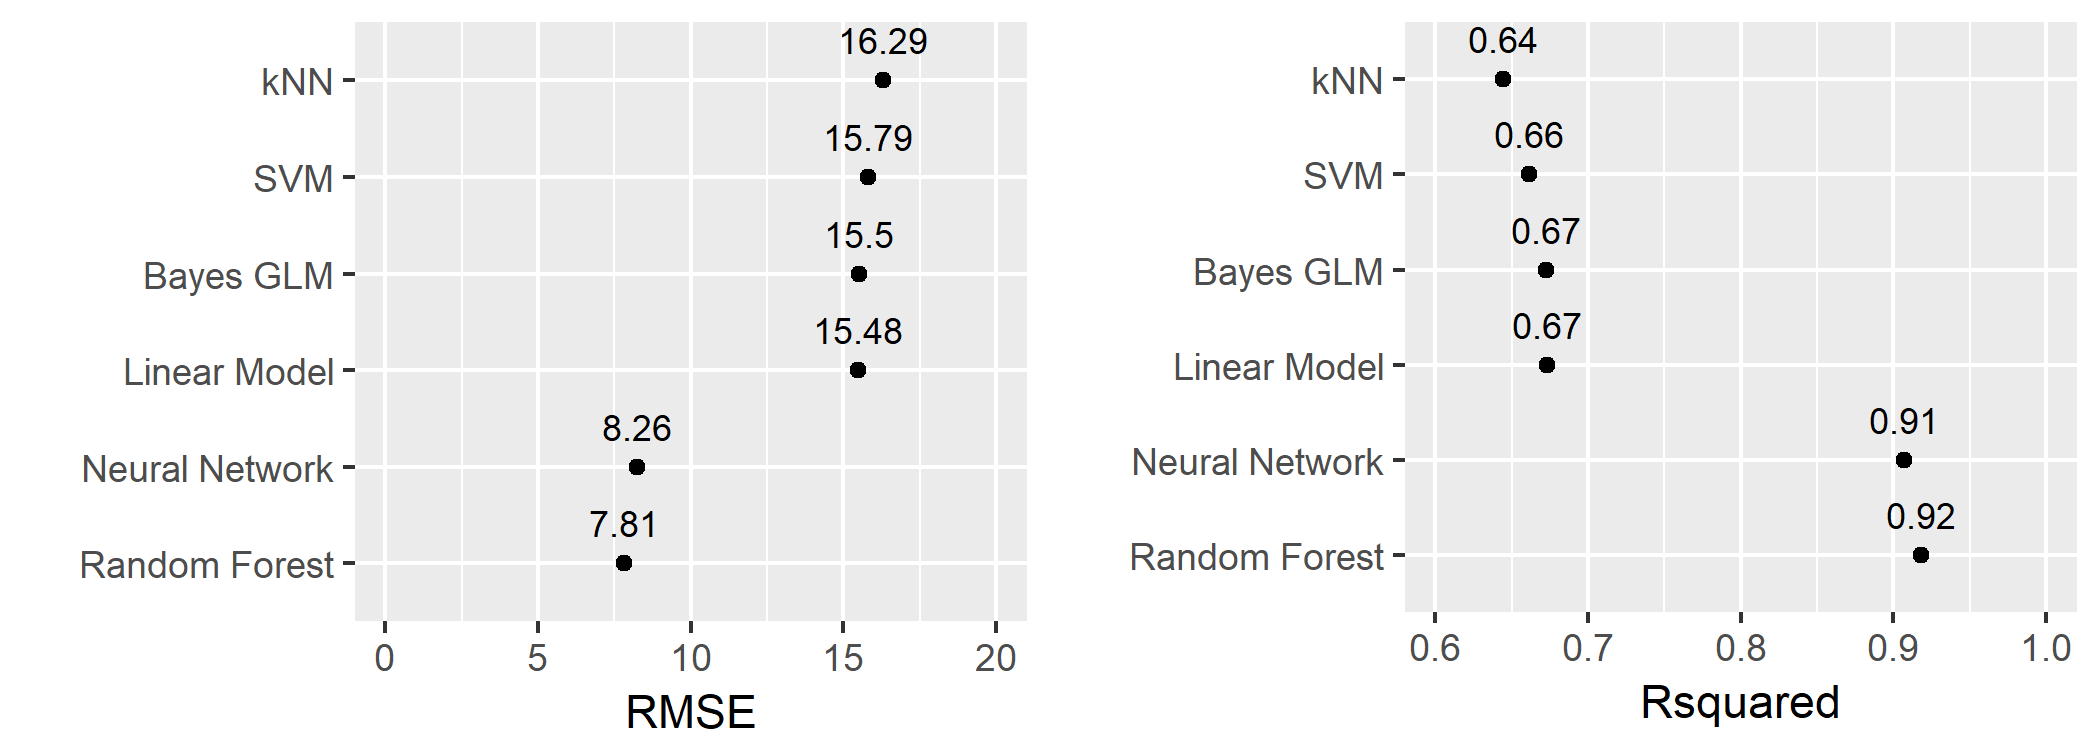 16.29
kNN
15.79
SVM
15.5
Bayes GLM
15.48
Linear Model
8.26
Neural Network
7.81
Random Forest
0 5 10 15 20
RMSE
0.64
kNN
0.66
SVM
0.67
Bayes GLM
0.67
Linear Model
0.91
Neural Network
0.92
Random Forest
0.6 0.7 0.8 0.9 1.0
Rsquared